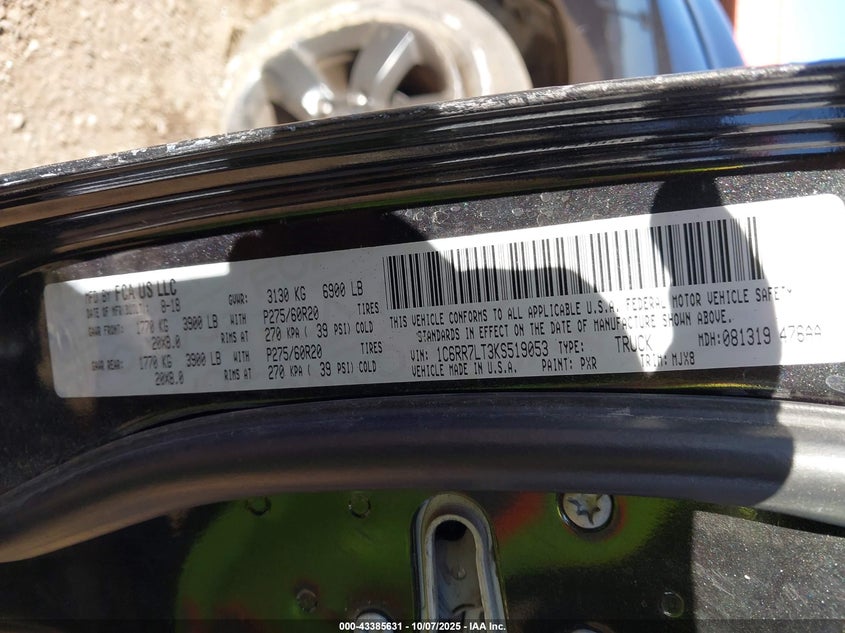 MFD BY FCA US LLC
DATE OF MFR/BUILT: 8-19 GVWR: 3130 KG 6900 LB
GAWR FRONT: 1770 KG 3900 LB WITH P275/60R20 TIRES
20X8.0 RIMS AT 270 KPA ( 39 PSI) COLD
GAWR REAR: 1770 KG 3900 LB WITH P275/60R20 TIRES
20X8.0 RIMS AT 270 KPA ( 39 PSI) COLD
THIS VEHICLE CONFORMS TO ALL APPLICABLE U.S.A. FEDERAL MOTOR VEHICLE SAFETY
STANDARDS IN EFFECT ON THE DATE OF MANUFACTURE SHOWN ABOVE.
VIN: 1C6RR7LT3KS519053 TYPE: TRUCK MDH: 081319 478AA
VEHICLE MADE IN U.S.A. PAINT: PXR TRIM: MJX8
000-43385631 - 10/07/2025 - IAA Inc.